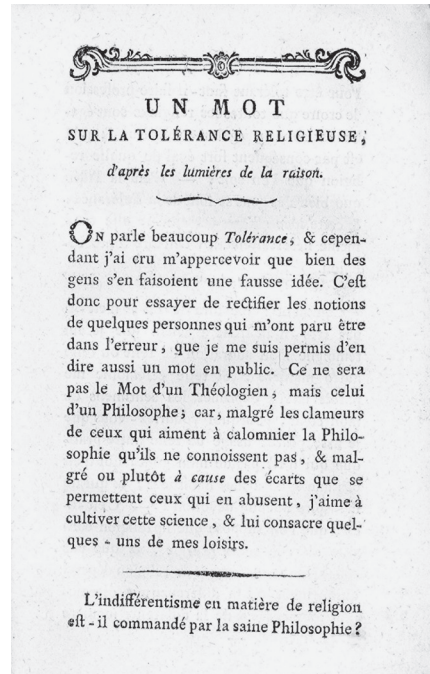 UN MOT
SUR LA TOLÉRANCE RELIGIEUSE,
d'après les lumières de la raison.
ON parle beaucoup Tolérance, & cepen-
dant j'ai cru m'appercevoir que bien des
gens s'en faisoient une fausse idée. C'est
donc pour essayer de rectifier les notions
de quelques personnes qui m'ont paru être
dans l'erreur, que je me suis permis d'en
dire aussi un mot en public. Ce ne sera
pas le Mot d'un Théologien, mais celui
d'un Philosophe; car, malgré les clameurs
de ceux qui aiment à calomnier la Philo-
sophie qu'ils ne connoissent pas, & mal-
gré ou plutôt à cause des écarts que se
permettent ceux qui en abusent, j'aime à
cultiver cette science, & lui consacre quel-
ques-uns de mes loisirs.
L'indifférentisme en matière de religion
est-il commandé par la saine Philosophie?